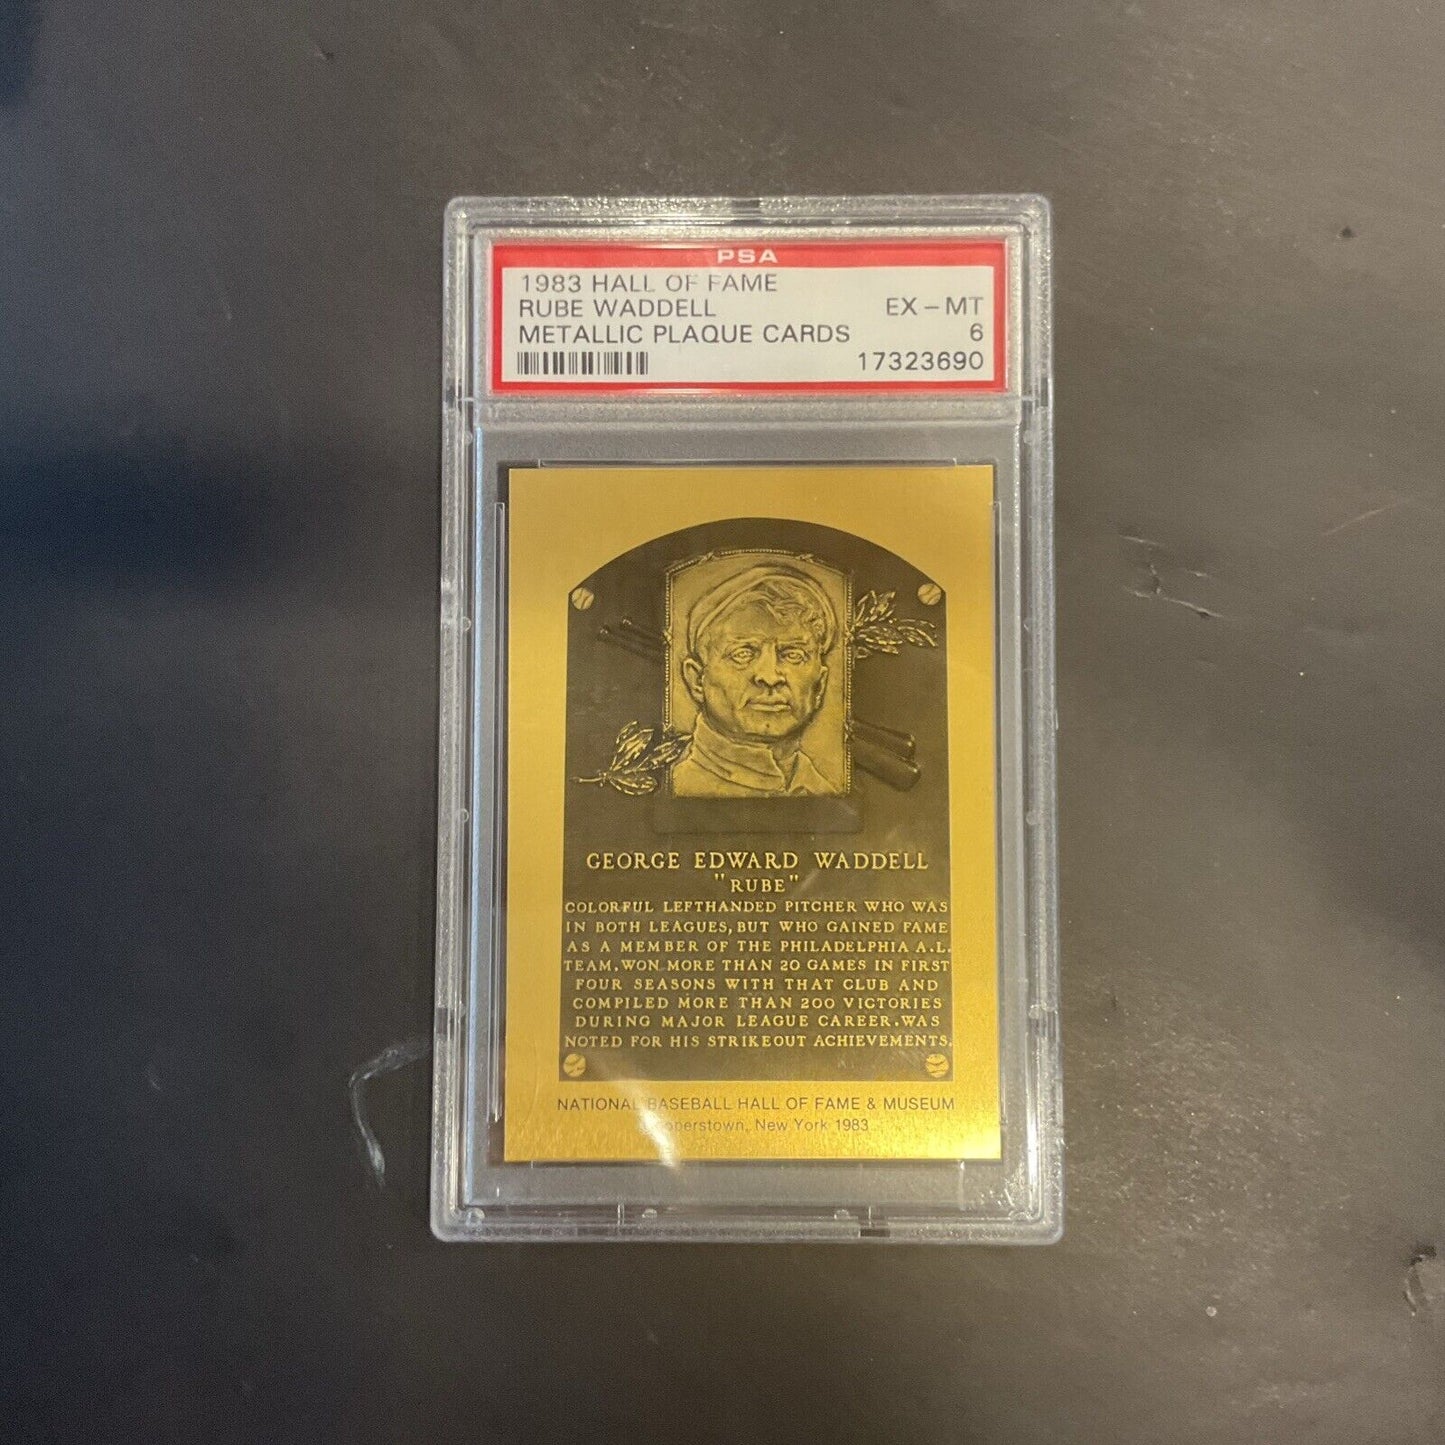 PSA
1983 HALL OF FAME
RUBE WADDELL EX – MT
METALLIC PLAQUE CARDS 6
17323690
GEORGE EDWARD WADDELL
"RUBE"
COLORFUL LEFTHANDED PITCHER WHO WAS
IN BOTH LEAGUES, BUT WHO GAINED FAME
AS A MEMBER OF THE PHILADELPHIA A.L.
TEAM. WON MORE THAN 20 GAMES IN FIRST
FOUR SEASONS WITH THAT CLUB AND
COMPILED MORE THAN 200 VICTORIES
DURING MAJOR LEAGUE CAREER. WAS
NOTED FOR HIS STRIKEOUT ACHIEVEMENTS.
NATIONAL BASEBALL HALL OF FAME & MUSEUM
Cooperstown, New York 1983